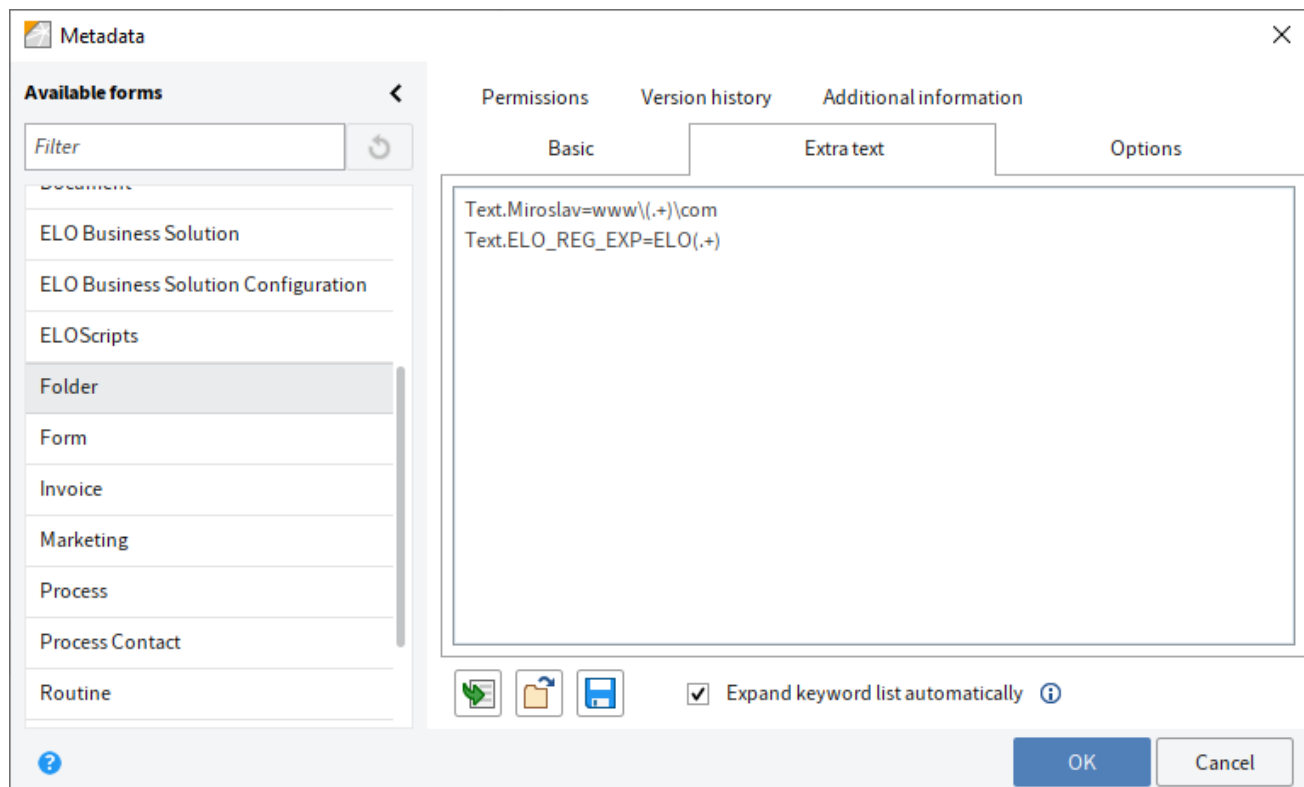 Metadata
Available forms
Filter
Document
ELO Business Solution
ELO Business Solution Configuration
ELOScripts
Folder
Form
Invoice
Marketing
Process
Process Contact
Routine
Permissions Version history Additional information
Basic Extra text Options
Text.Miroslav=www\(.+)\com
Text.ELO_REG_EXP=ELO(.+)
Expand keyword list automatically
OK Cancel